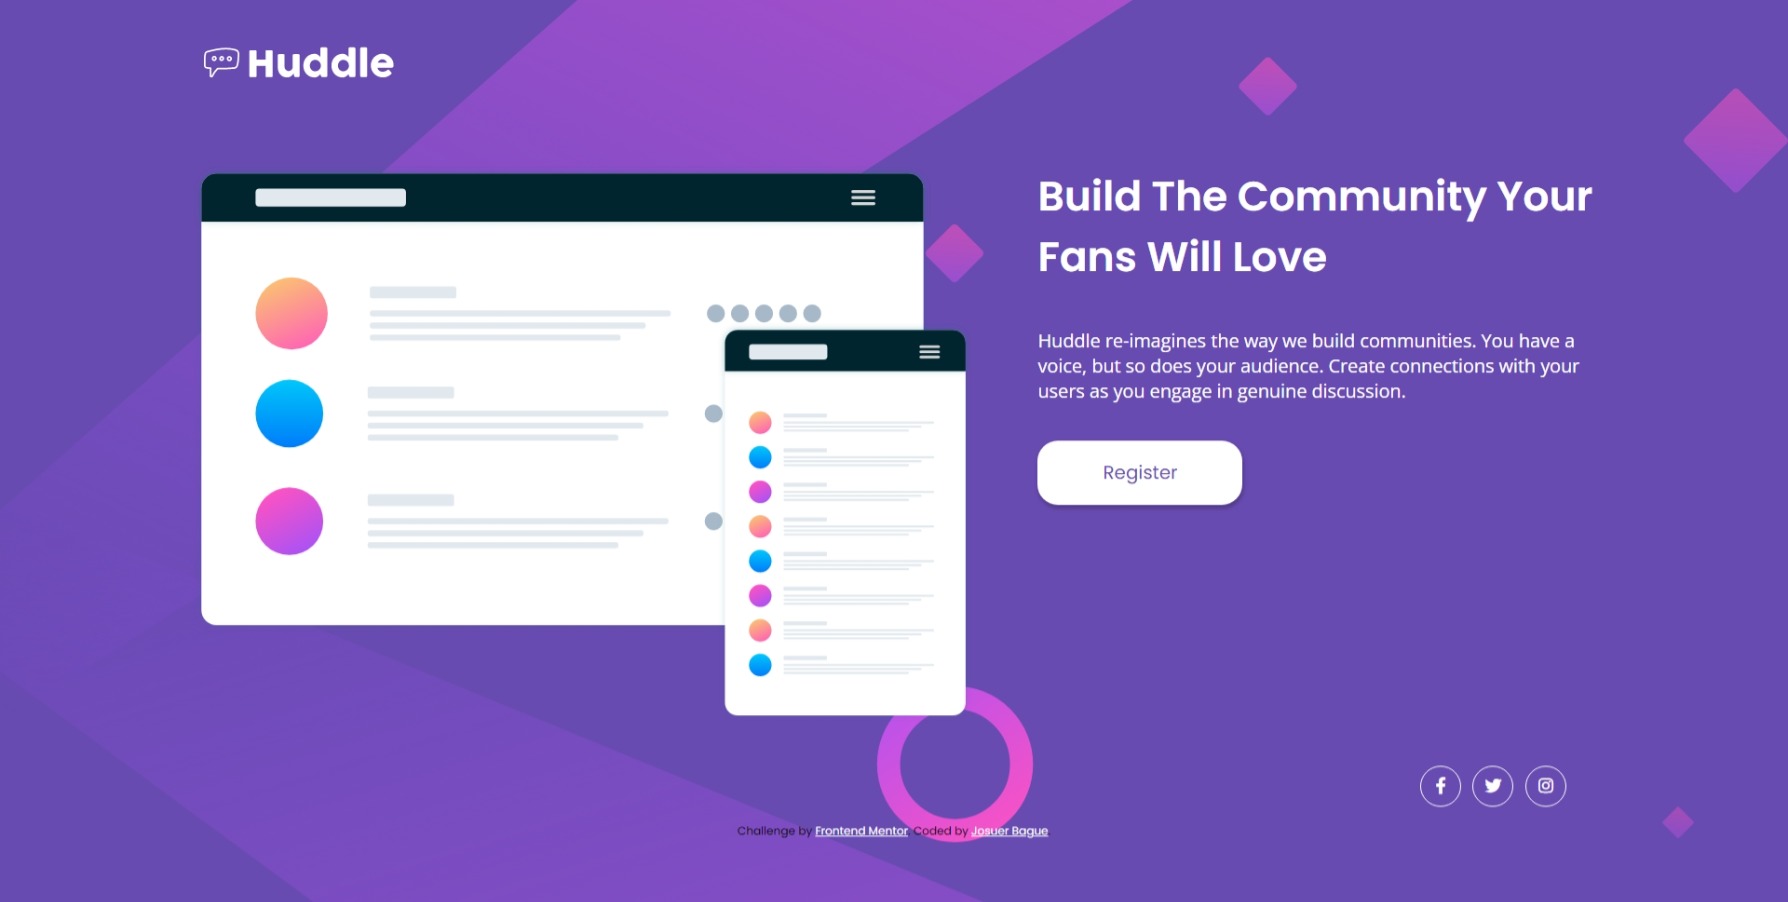 Huddle
Build The Community Your
Fans Will Love
Huddle re-imagines the way we build communities. You have a
voice, but so does your audience. Create connections with your
users as you engage in genuine discussion.
Register
Challenge by Frontend Mentor. Coded by Josuer Bague.